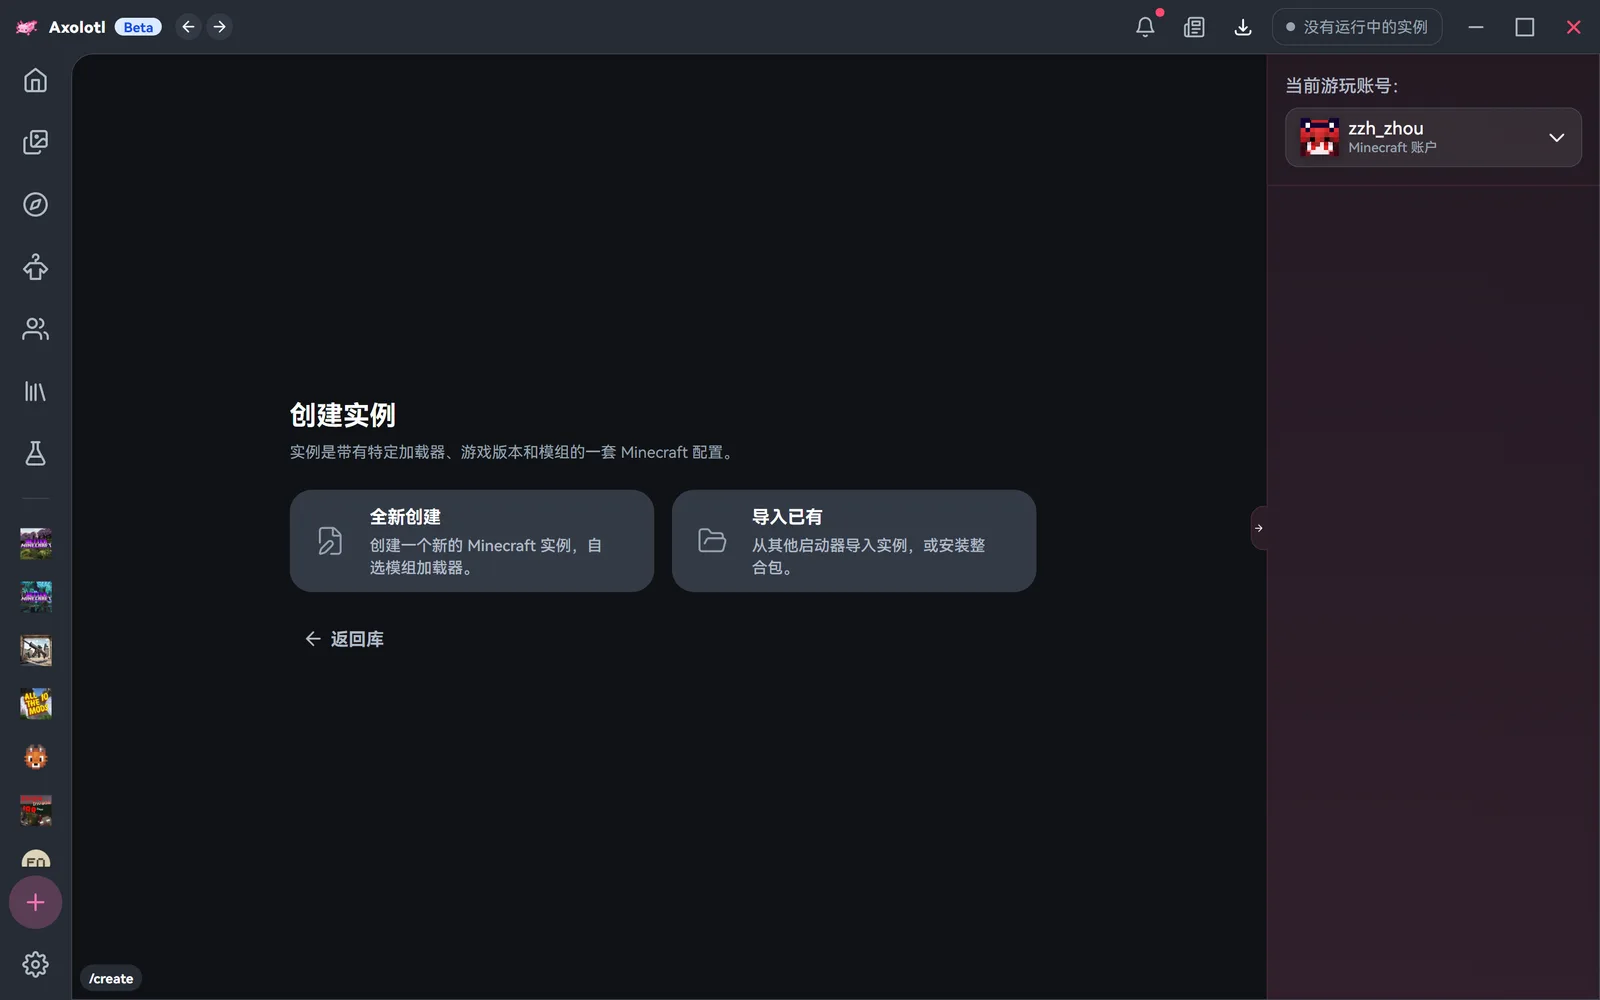 Axolotl Beta
没有运行中的实例
当前游玩账号：
zzh_zhou
Minecraft 账户
创建实例
实例是带有特定加载器、游戏版本和模组的一套 Minecraft 配置。
全新创建
创建一个新的 Minecraft 实例，自
选模组加载器。
导入已有
从其他启动器导入实例，或安装整
合包。
返回库
ALL
THE 10
MODS
/create